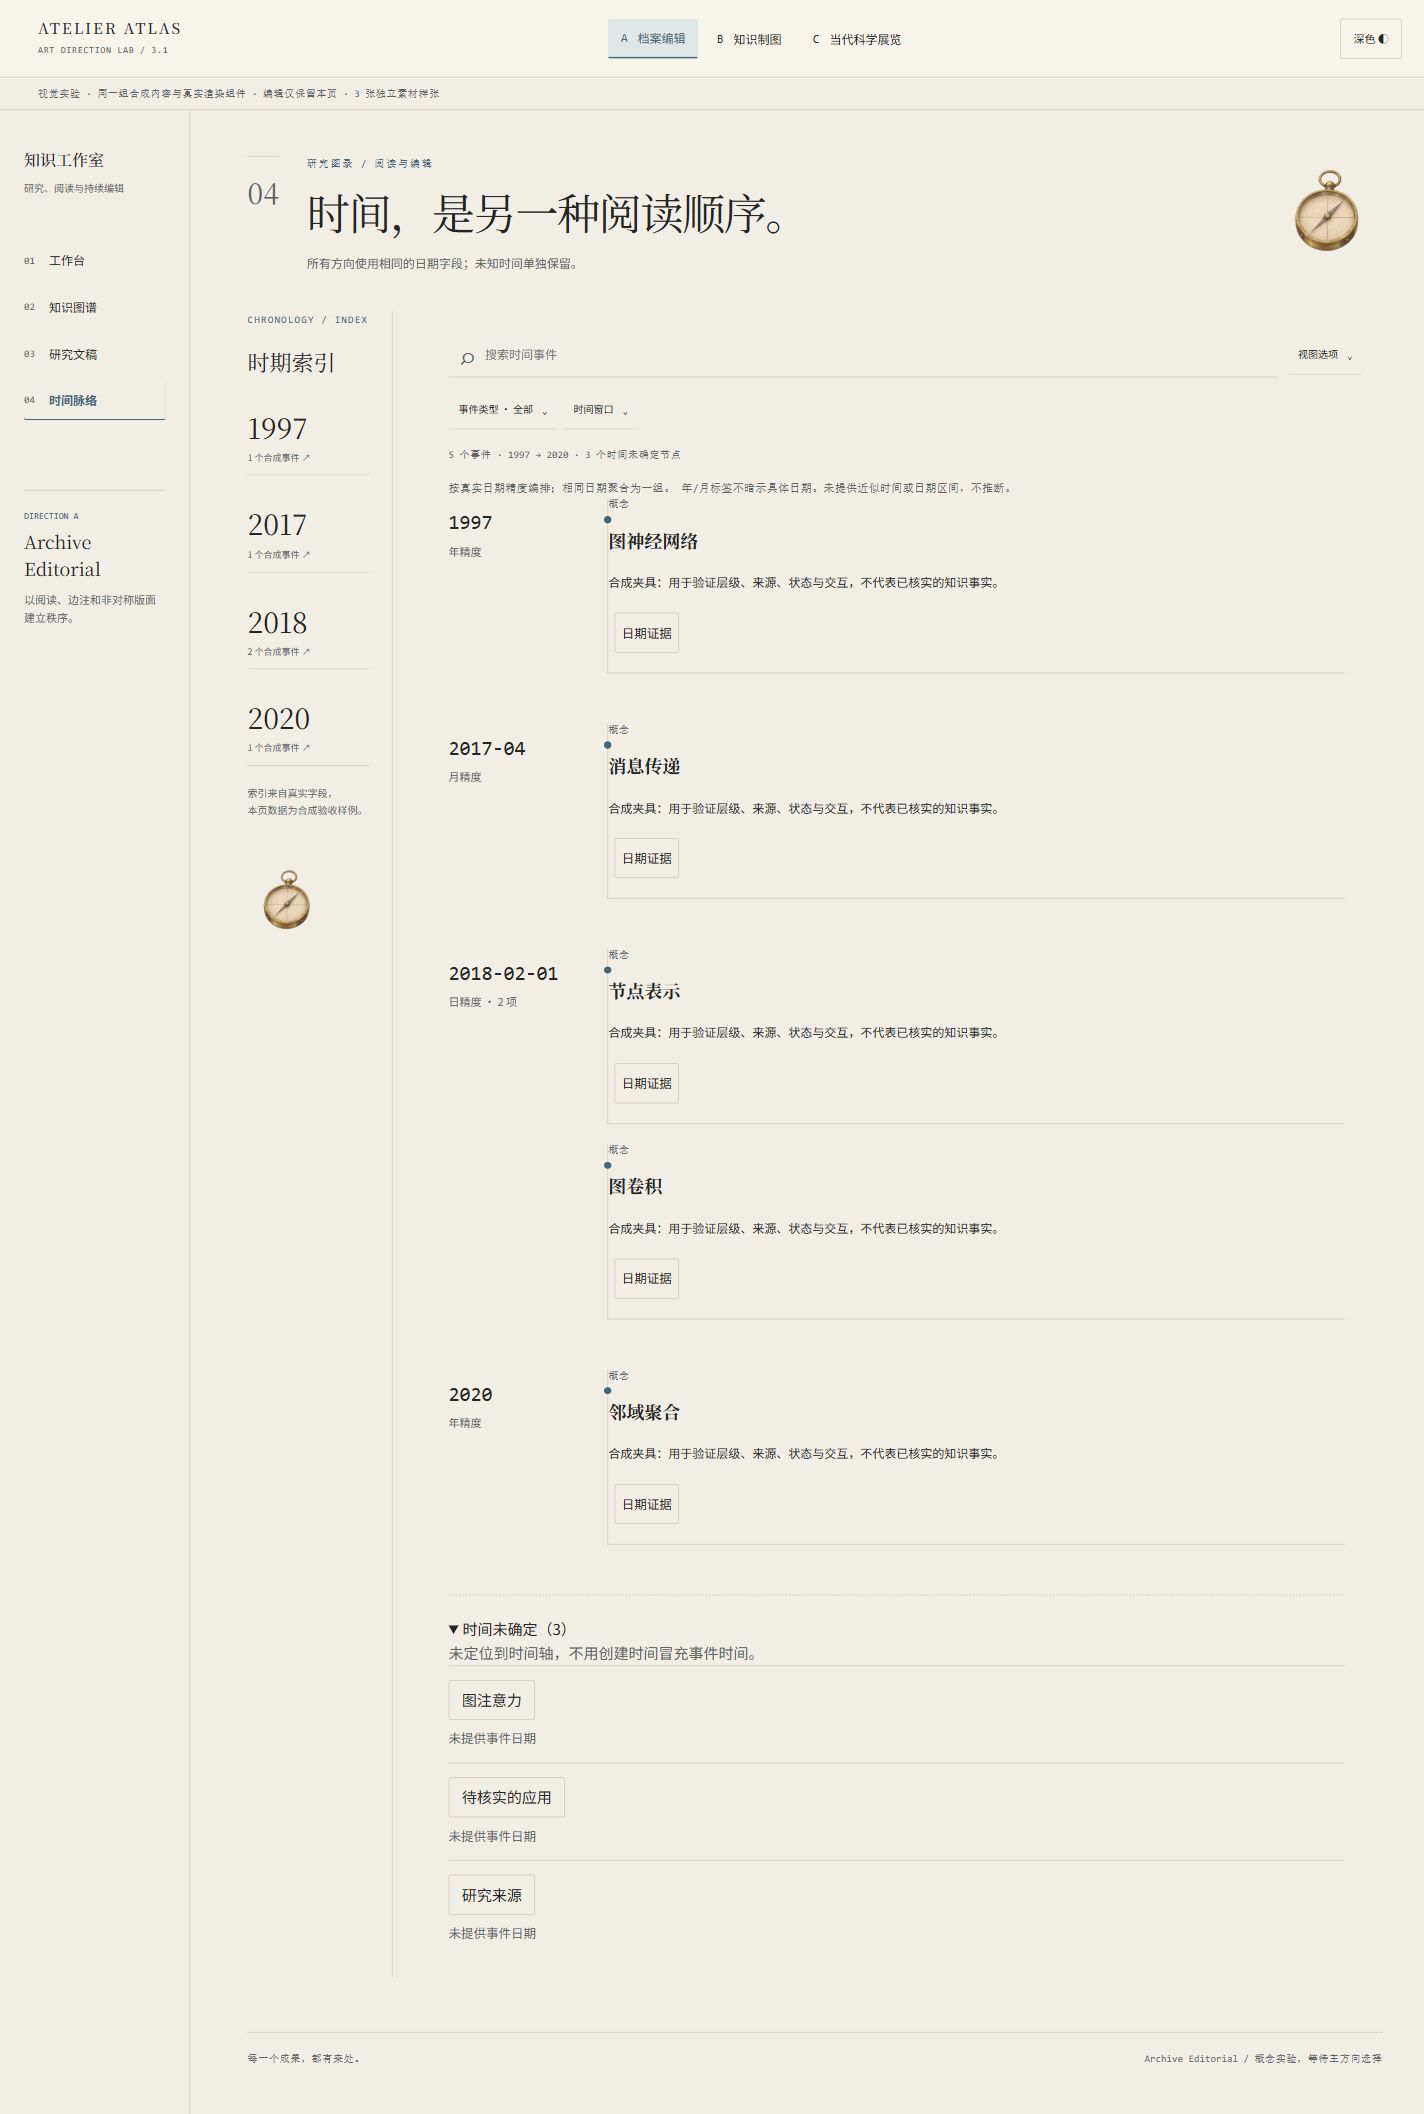 ATELIER ATLAS
ART DIRECTION LAB / 3.1
A 档案编辑
B 知识制图
C 当代科学展览
深色
视觉实验 · 同一组合成内容与真实渲染组件 · 编辑仅保留本页 · 3 张独立素材样张
知识工作室
研究、阅读与持续编辑
01 工作台
02 知识图谱
03 研究文稿
04 时间脉络
DIRECTION A
Archive
Editorial
以阅读、边注和非对称版面
建立秩序。
04
研究图录 / 阅读与编辑
时间，是另一种阅读顺序。
所有方向使用相同的日期字段；未知时间单独保留。
CHRONOLOGY / INDEX
时期索引
1997
1 个合成事件 ↗
2017
1 个合成事件 ↗
2018
2 个合成事件 ↗
2020
1 个合成事件 ↗
索引来自真实字段，
本页数据为合成验收样例。
搜索时间事件
视图选项
事件类型 · 全部
时间窗口
5 个事件 · 1997 → 2020 · 3 个时间未确定节点
按真实日期精度编排；相同日期聚合为一组。 年/月标签不暗示具体日期。未提供近似时间或日期区间，不推断。
1997
年精度
概念
图神经网络
合成夹具：用于验证层级、来源、状态与交互，不代表已核实的知识事实。
日期证据
2017-04
月精度
概念
消息传递
合成夹具：用于验证层级、来源、状态与交互，不代表已核实的知识事实。
日期证据
2018-02-01
日精度 · 2 项
概念
节点表示
合成夹具：用于验证层级、来源、状态与交互，不代表已核实的知识事实。
日期证据
概念
图卷积
合成夹具：用于验证层级、来源、状态与交互，不代表已核实的知识事实。
日期证据
2020
年精度
概念
邻域聚合
合成夹具：用于验证层级、来源、状态与交互，不代表已核实的知识事实。
日期证据
▼ 时间未确定（3）
未定位到时间轴，不用创建时间冒充事件时间。
图注意力
未提供事件日期
待核实的应用
未提供事件日期
研究来源
未提供事件日期
每一个成果，都有来处。
Archive Editorial / 概念实验，等待主方向选择